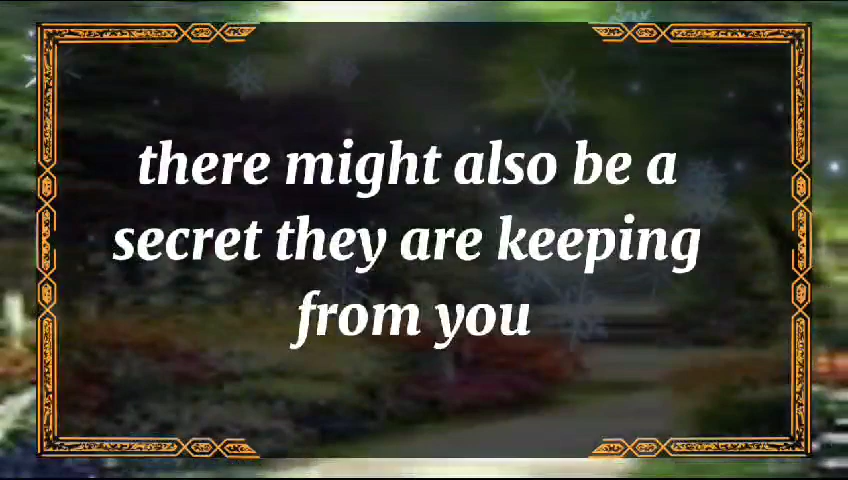 there might also be a
secret they are keeping
from you